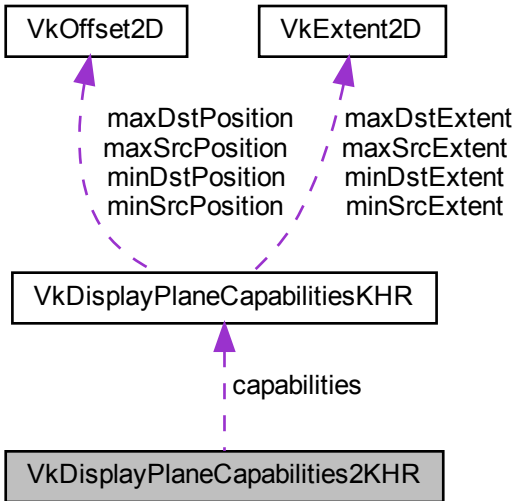 VkOffset2D
VkExtent2D
maxDstPosition
maxSrcPosition
minDstPosition
minSrcPosition
maxDstExtent
maxSrcExtent
minDstExtent
minSrcExtent
VkDisplayPlaneCapabilitiesKHR
capabilities
VkDisplayPlaneCapabilities2KHR